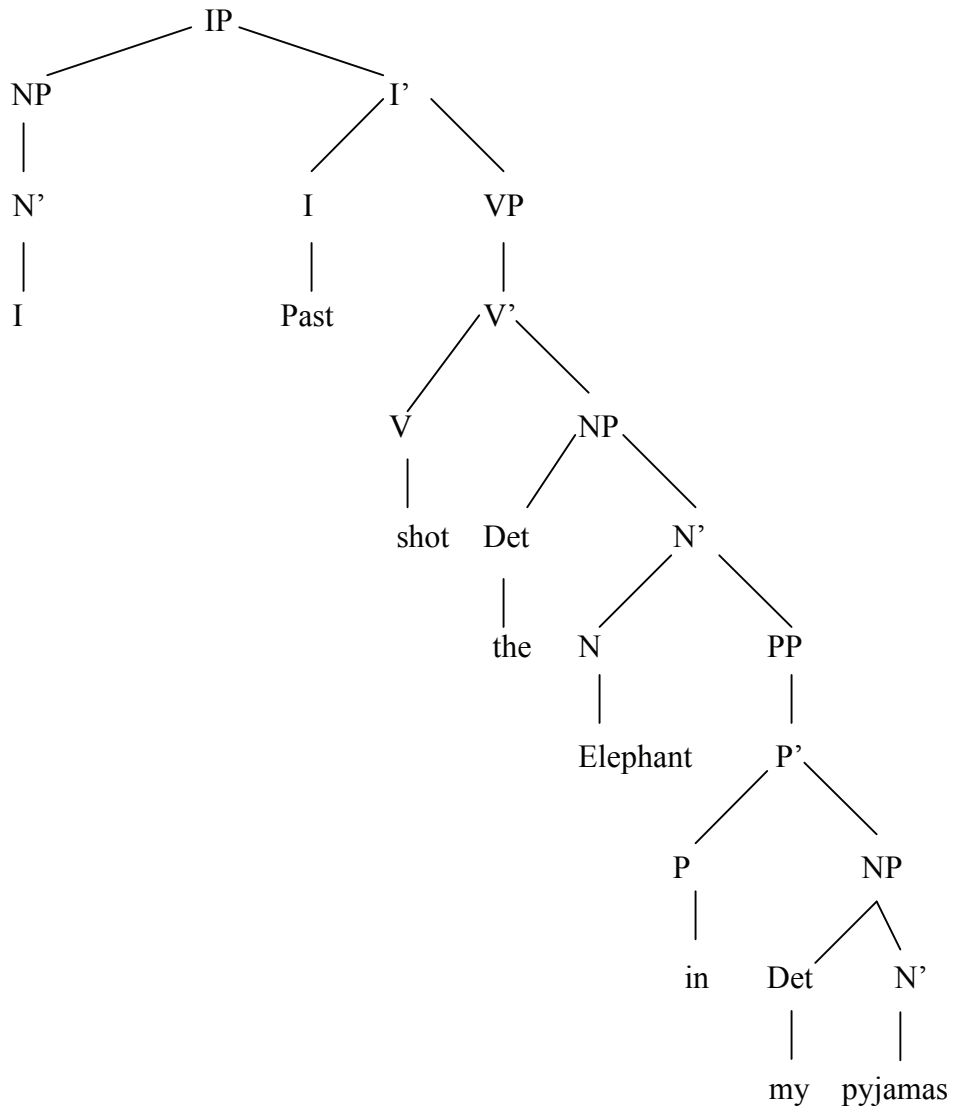 IP
NP I’
N’ I VP
I Past V’
V NP
shot Det N’
the N PP
Elephant P’
P NP
in Det N’
my pyjamas